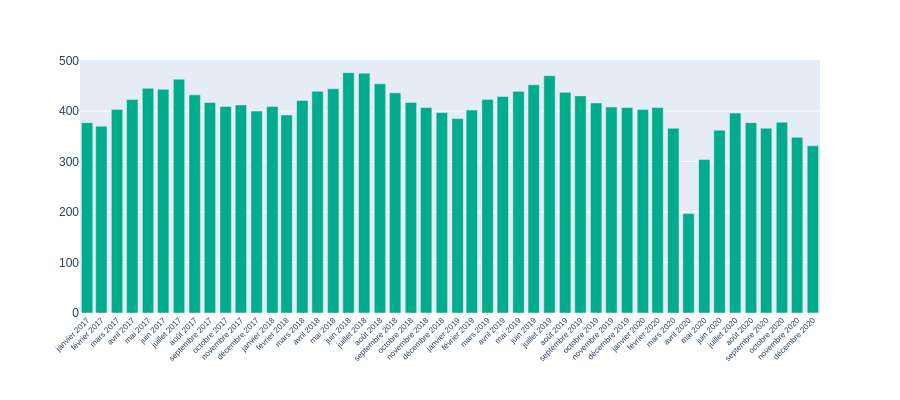 500
400
300
200
100
0
janvier 2017
février 2017
mars 2017
avril 2017
mai 2017
juin 2017
juillet 2017
août 2017
septembre 2017
octobre 2017
novembre 2017
décembre 2017
janvier 2018
février 2018
mars 2018
avril 2018
mai 2018
juin 2018
juillet 2018
août 2018
septembre 2018
octobre 2018
novembre 2018
décembre 2018
janvier 2019
février 2019
mars 2019
avril 2019
mai 2019
juin 2019
juillet 2019
août 2019
septembre 2019
octobre 2019
novembre 2019
décembre 2019
janvier 2020
février 2020
mars 2020
avril 2020
mai 2020
juin 2020
juillet 2020
août 2020
septembre 2020
octobre 2020
novembre 2020
décembre 2020